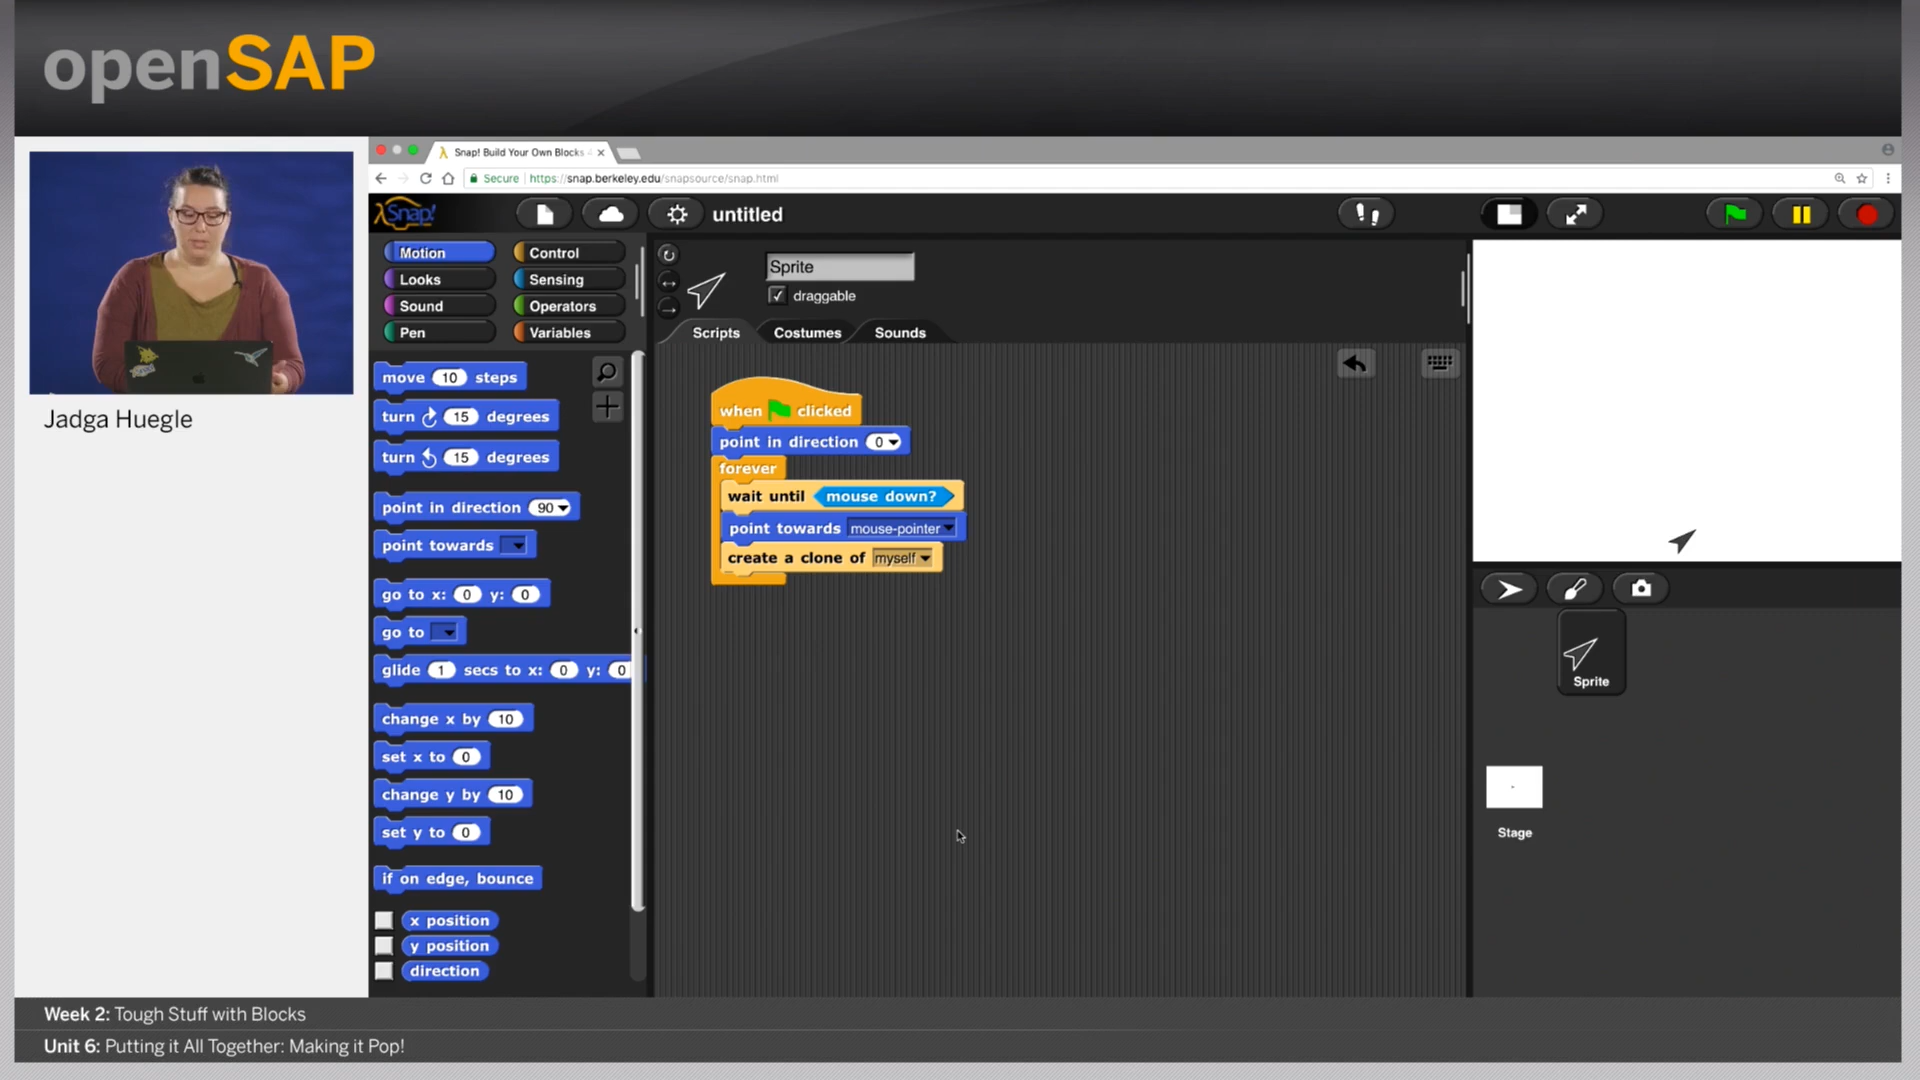 openSAP
Snap! Build Your Own Blocks
Secure https://snap.berkeley.edu/snapsource/snap.html
Snap!
untitled
Motion
Control
Looks
Sensing
Sound
Operators
Pen
Variables
Sprite
draggable
Scripts
Costumes
Sounds
Jadga Huegle
move 10 steps
turn 15 degrees
turn 15 degrees
point in direction 90
point towards
go to x: 0 y: 0
go to
glide 1 secs to x: 0 y: 0
change x by 10
set x to 0
change y by 10
set y to 0
if on edge, bounce
x position
y position
direction
when clicked
point in direction 0
forever
wait until mouse down?
point towards mouse-pointer
create a clone of myself
Sprite
Stage
Week 2: Tough Stuff with Blocks
Unit 6: Putting it All Together: Making it Pop!